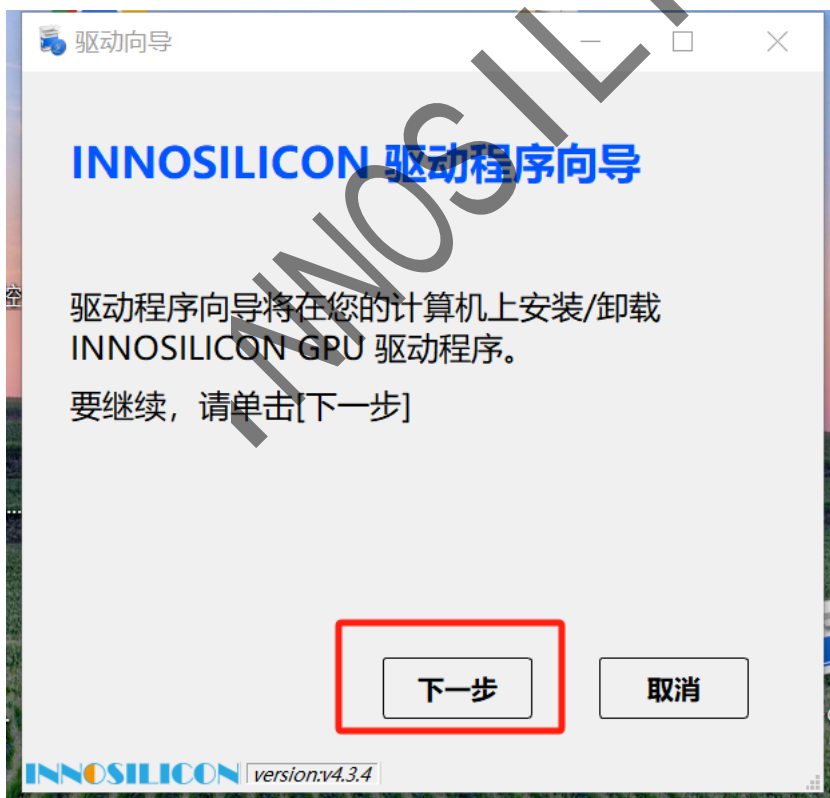 驱动向导
INNOSILICON 驱动程序向导
驱动程序向导将在您的计算机上安装/卸载
INNOSILICON GPU 驱动程序。
要继续，请单击[下一步]
下一步
取消
INNOSILICON version:v4.3.4